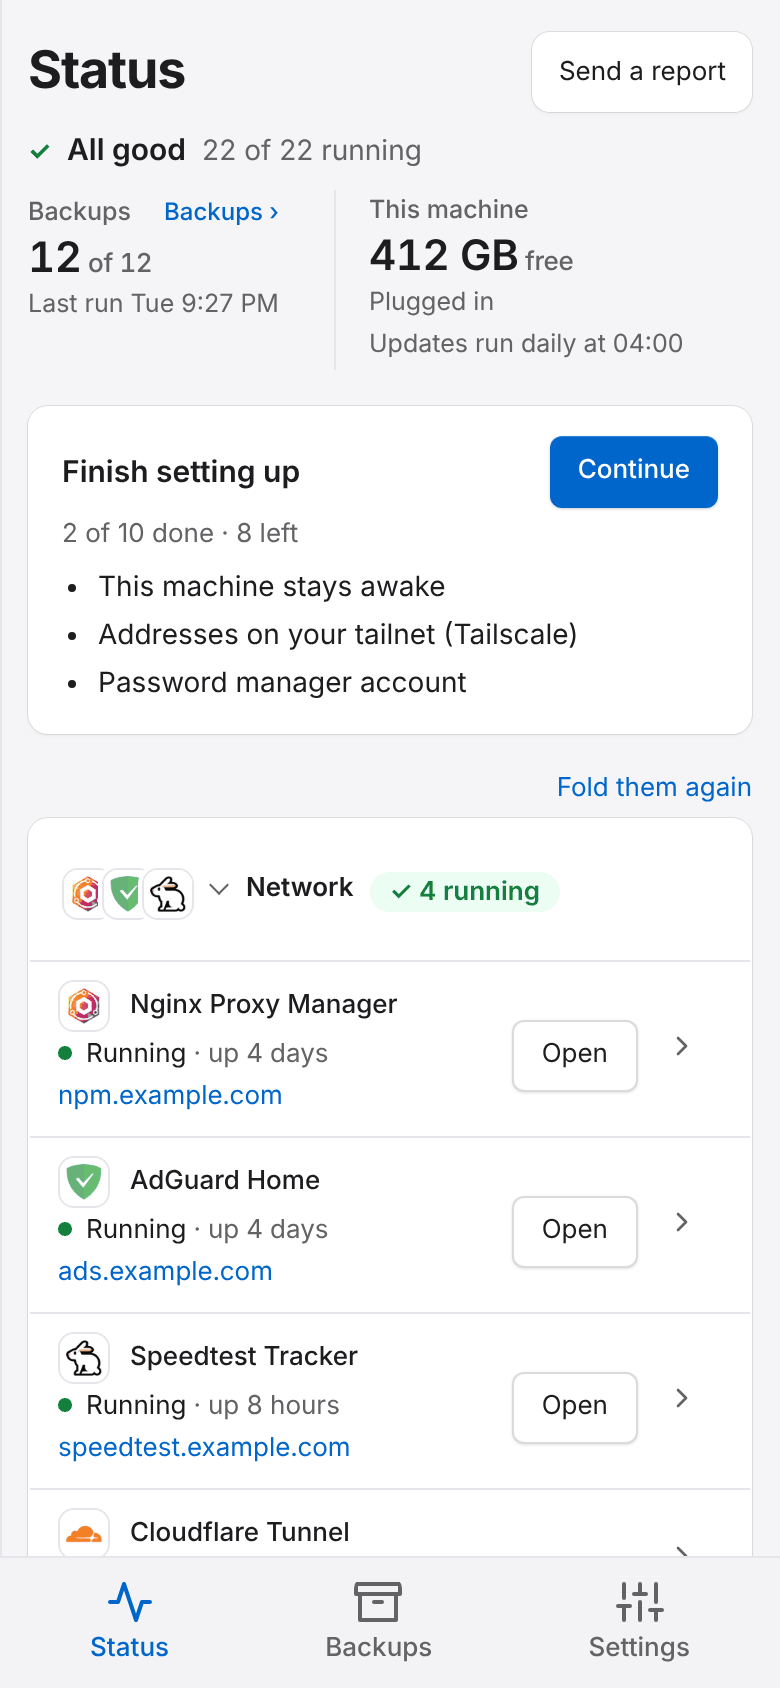 Status
Send a report
All good 22 of 22 running
Backups Backups ›
12 of 12
Last run Tue 9:27 PM
This machine
412 GB free
Plugged in
Updates run daily at 04:00
Finish setting up
Continue
2 of 10 done · 8 left
• This machine stays awake
• Addresses on your tailnet (Tailscale)
• Password manager account
Fold them again
Network
4 running
Nginx Proxy Manager
Running · up 4 days
npm.example.com
Open
AdGuard Home
Running · up 4 days
ads.example.com
Open
Speedtest Tracker
Running · up 8 hours
speedtest.example.com
Open
Cloudflare Tunnel
Status
Backups
Settings